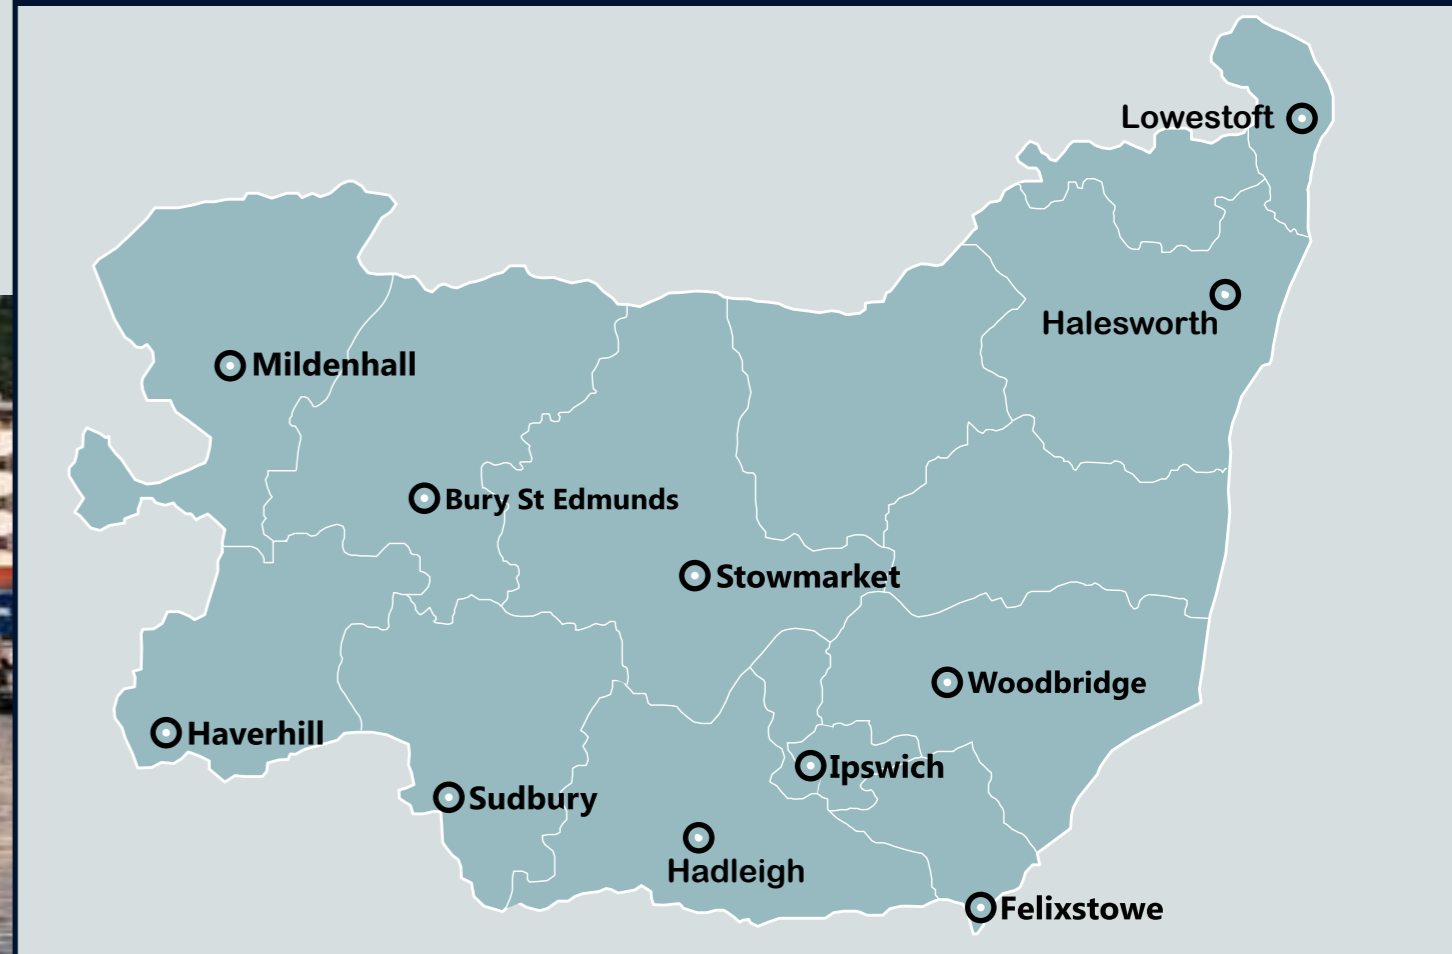 Lowestoft
Halesworth
Mildenhall
Bury St Edmunds
Stowmarket
Woodbridge
Haverhill
Ipswich
Sudbury
Hadleigh
Felixstowe